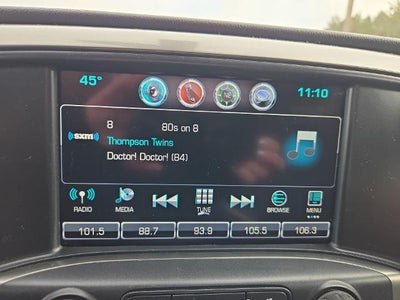 45° 11:10
8 80s on 8
((sxm))
Thompson Twins
Doctor! Doctor! (84)
RADIO MEDIA TUNE BROWSE MENU
101.5 88.7 93.9 105.5 106.3